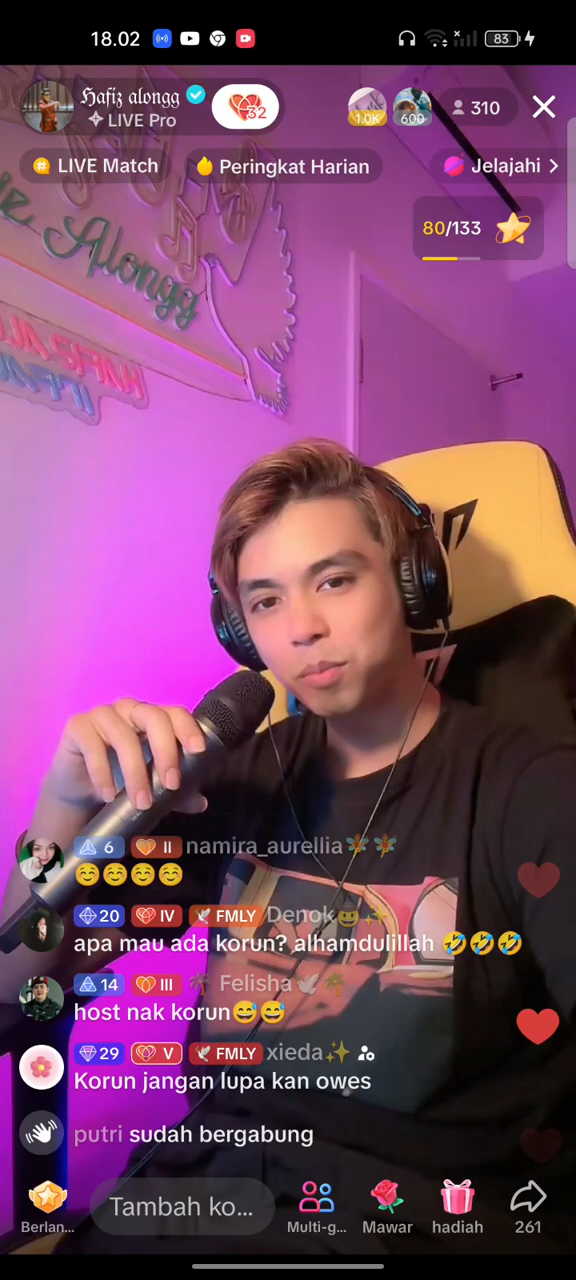 18.02
83
ℌafiz alongg
LIVE Pro
32
1.0K
600
310
LIVE Match
Peringkat Harian
Jelajahi >
80/133
Alongg
6 II namira_aurellia🧚🧚
☺️☺️☺️☺️
20 IV FMLY Denok😈✨
apa mau ada korun? alhamdulillah 🤣🤣🤣
14 III 🌴 Felisha🕊️🌴
host nak korun😅😅
29 V FMLY xieda✨
Korun jangan lupa kan owes
putri sudah bergabung
Berlan...
Tambah ko...
Multi-g...
Mawar
hadiah
261